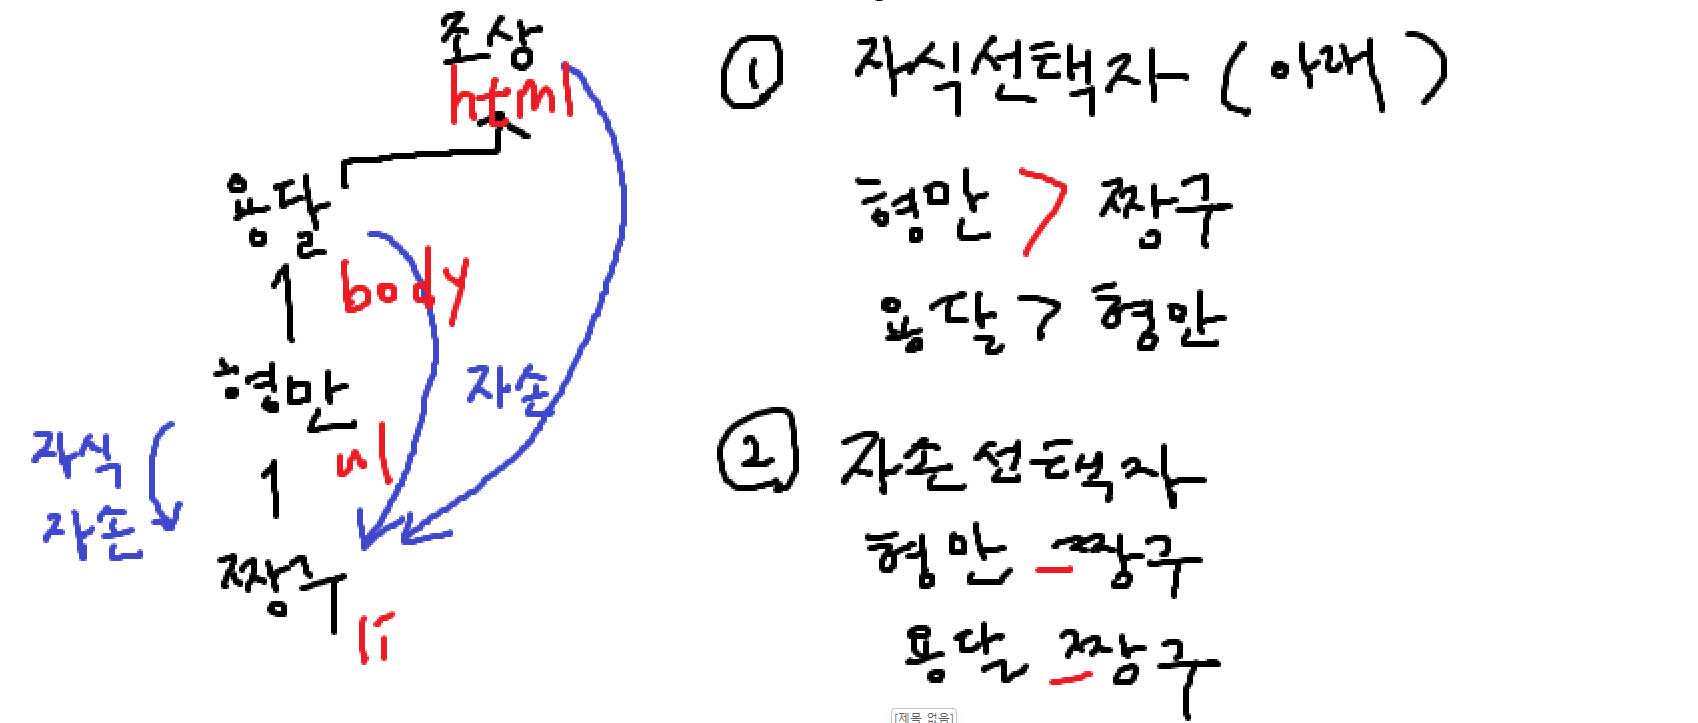 조상
html
용달
body
형만
ul
자식
자손
자손
짱구
li
① 자식선택자 (아래)
형만 > 짱구
용달 > 형만
② 자손선택자
형만 _ 짱구
용달 _ 짱구
[제목 없음]